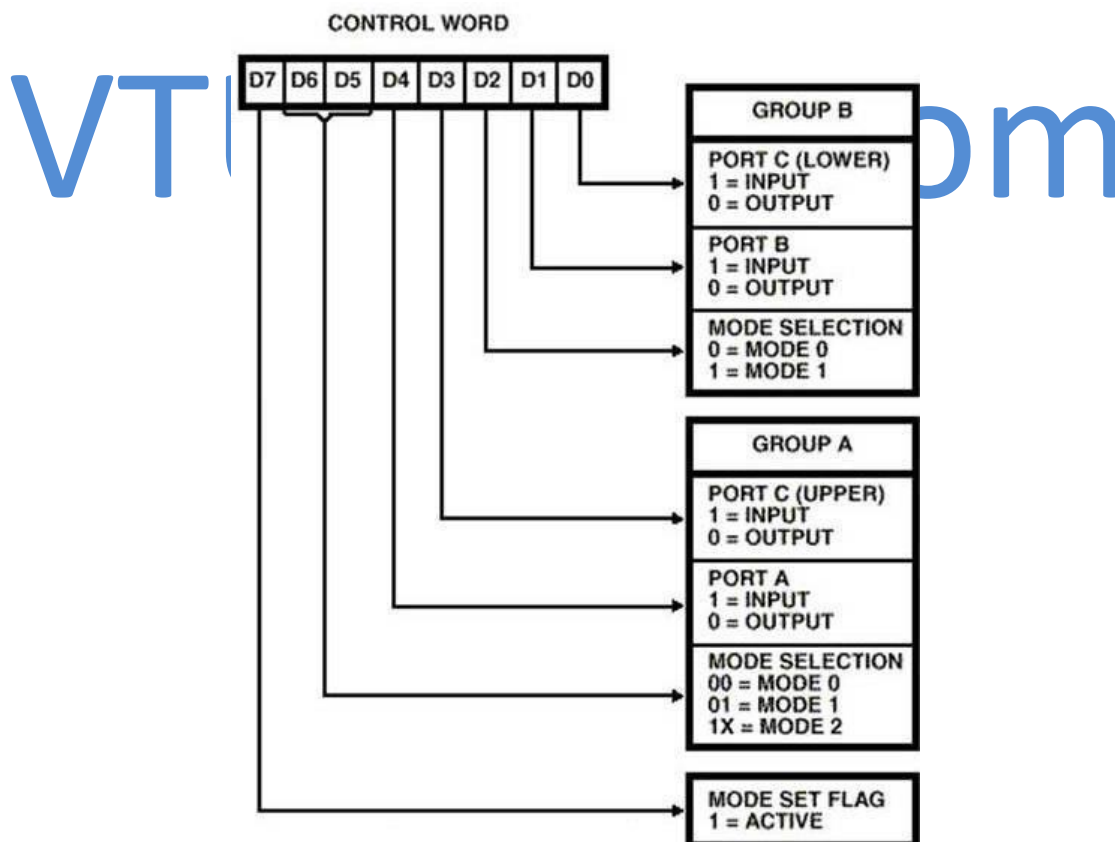 CONTROL WORD
D7 D6 D5 D4 D3 D2 D1 D0
GROUP B
PORT C (LOWER)
1 = INPUT
0 = OUTPUT
PORT B
1 = INPUT
0 = OUTPUT
MODE SELECTION
0 = MODE 0
1 = MODE 1
GROUP A
PORT C (UPPER)
1 = INPUT
0 = OUTPUT
PORT A
1 = INPUT
0 = OUTPUT
MODE SELECTION
00 = MODE 0
01 = MODE 1
1X = MODE 2
MODE SET FLAG
1 = ACTIVE